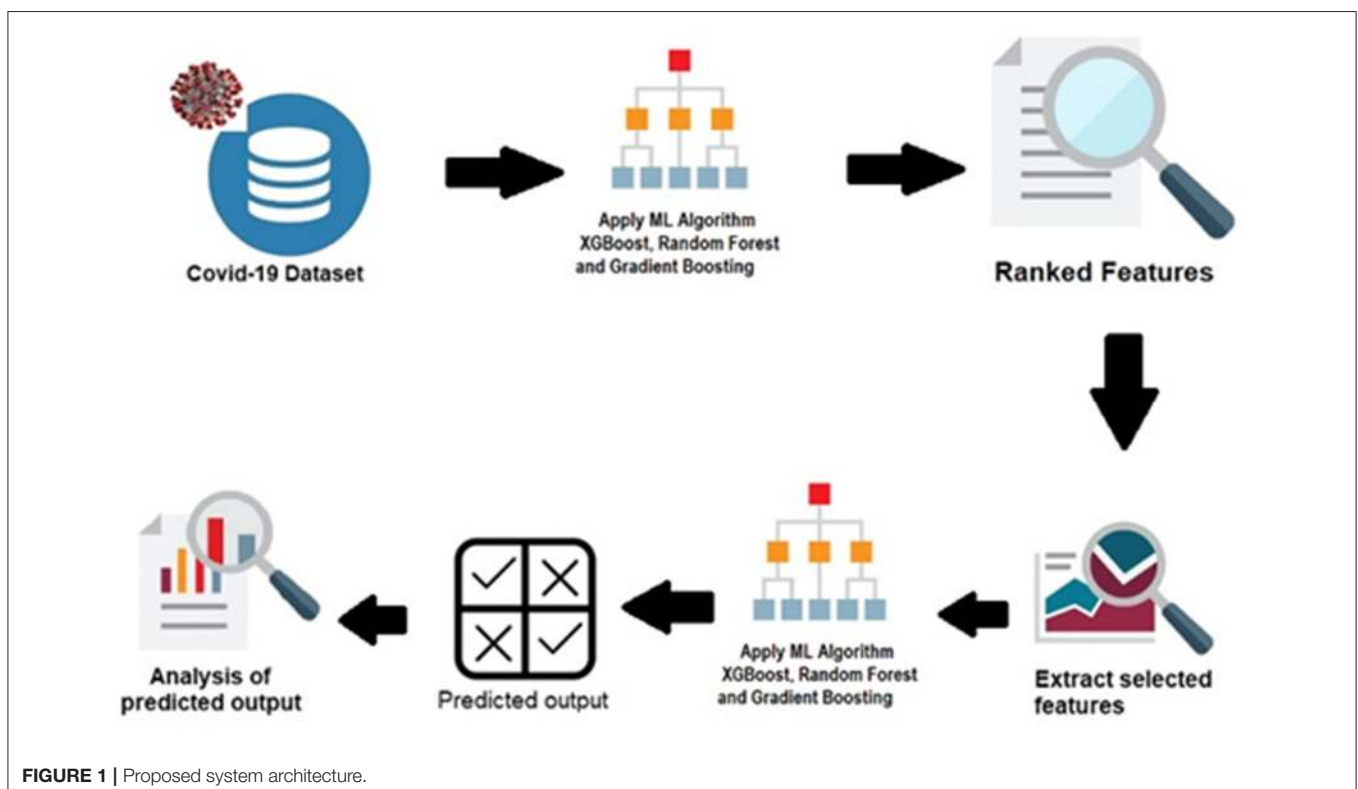 Covid-19 Dataset
Apply ML Algorithm
XGBoost, Random Forest
and Gradient Boosting
Ranked Features
Extract selected
features
Apply ML Algorithm
XGBoost, Random Forest
and Gradient Boosting
Predicted output
Analysis of
predicted output
FIGURE 1 | Proposed system architecture.